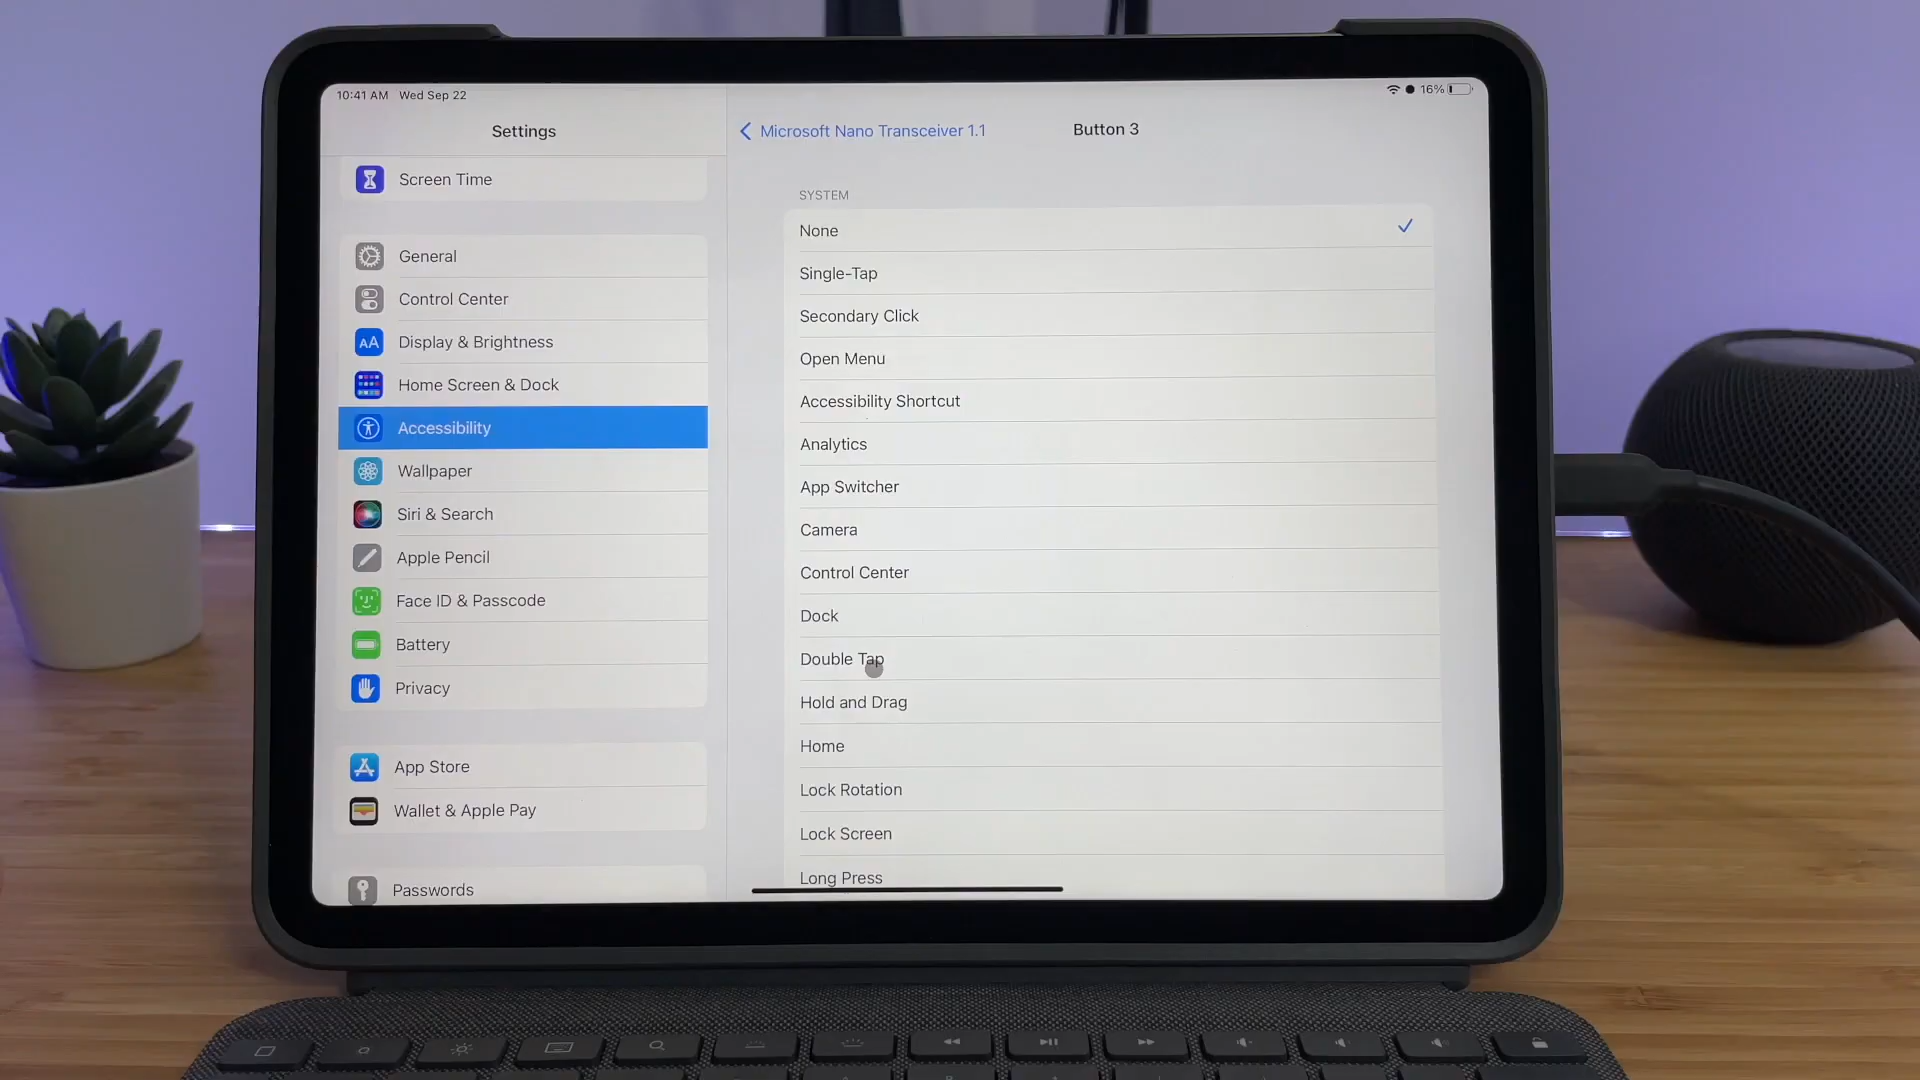 10:41 AM Wed Sep 22
16%
Settings
Screen Time
General
Control Center
Display & Brightness
Home Screen & Dock
Accessibility
Wallpaper
Siri & Search
Apple Pencil
Face ID & Passcode
Battery
Privacy
App Store
Wallet & Apple Pay
Passwords
Microsoft Nano Transceiver 1.1
Button 3
SYSTEM
None
Single-Tap
Secondary Click
Open Menu
Accessibility Shortcut
Analytics
App Switcher
Camera
Control Center
Dock
Double Tap
Hold and Drag
Home
Lock Rotation
Lock Screen
Long Press